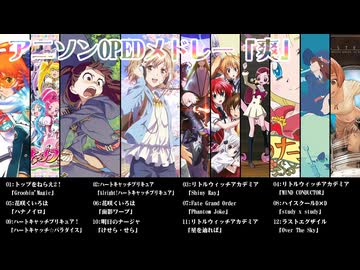 アニソンOPEDメドレー「爽」
01:トップをねらえ2!
『Groovin'Magic』
02:ハートキャッチプリキュア
『Alright!ハートキャッチプリキュア!』
03:リトルウィッチアカデミア
『Shiny Ray』
04:リトルウィッチアカデミア
『MIND CONDUCTOR』
05:花咲くいろは
『ハナノイロ』
06:花咲くいろは
『面影ワープ』
07:Fate Grand Order
『Phantom Joke』
08:ハイスクールD×D
『study x study』
09:ハートキャッチプリキュア!
『ハートキャッチ☆パラダイス』
10:明日のナージャ
『けせら・せら』
11:リトルウィッチアカデミア
『星を辿れば』
12:ラストエグザイル
『Over The Sky』